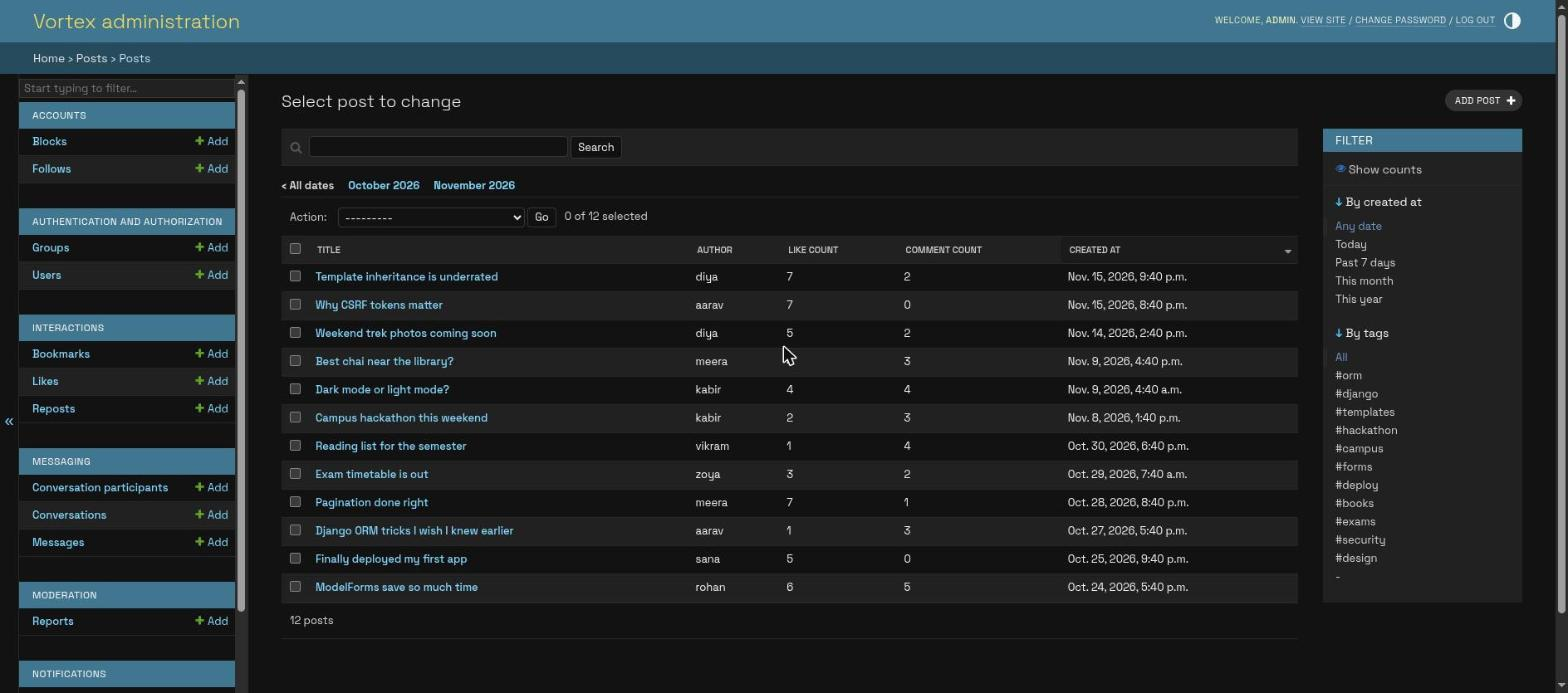 Vortex administration
WELCOME, ADMIN. VIEW SITE / CHANGE PASSWORD / LOG OUT
Home › Posts › Posts
Start typing to filter...
ACCOUNTS
Blocks + Add
Follows + Add
AUTHENTICATION AND AUTHORIZATION
Groups + Add
Users + Add
INTERACTIONS
Bookmarks + Add
Likes + Add
Reposts + Add
MESSAGING
Conversation participants + Add
Conversations + Add
Messages + Add
MODERATION
Reports + Add
NOTIFICATIONS
«
Select post to change
ADD POST +
Search
‹ All dates October 2026 November 2026
Action: --------- Go 0 of 12 selected
TITLE AUTHOR LIKE COUNT COMMENT COUNT CREATED AT
Template inheritance is underrated diya 7 2 Nov. 15, 2026, 9:40 p.m.
Why CSRF tokens matter aarav 7 0 Nov. 15, 2026, 8:40 p.m.
Weekend trek photos coming soon diya 5 2 Nov. 14, 2026, 2:40 p.m.
Best chai near the library? meera 3 Nov. 9, 2026, 4:40 p.m.
Dark mode or light mode? kabir 4 4 Nov. 9, 2026, 4:40 a.m.
Campus hackathon this weekend kabir 2 3 Nov. 8, 2026, 1:40 p.m.
Reading list for the semester vikram 1 4 Oct. 30, 2026, 6:40 p.m.
Exam timetable is out zoya 3 2 Oct. 29, 2026, 7:40 a.m.
Pagination done right meera 7 1 Oct. 28, 2026, 8:40 p.m.
Django ORM tricks I wish I knew earlier aarav 1 3 Oct. 27, 2026, 5:40 p.m.
Finally deployed my first app sana 5 0 Oct. 25, 2026, 9:40 p.m.
ModelForms save so much time rohan 6 5 Oct. 24, 2026, 5:40 p.m.
12 posts
FILTER
Show counts
↓ By created at
Any date
Today
Past 7 days
This month
This year
↓ By tags
All
#orm
#django
#templates
#hackathon
#campus
#forms
#deploy
#books
#exams
#security
#design
-